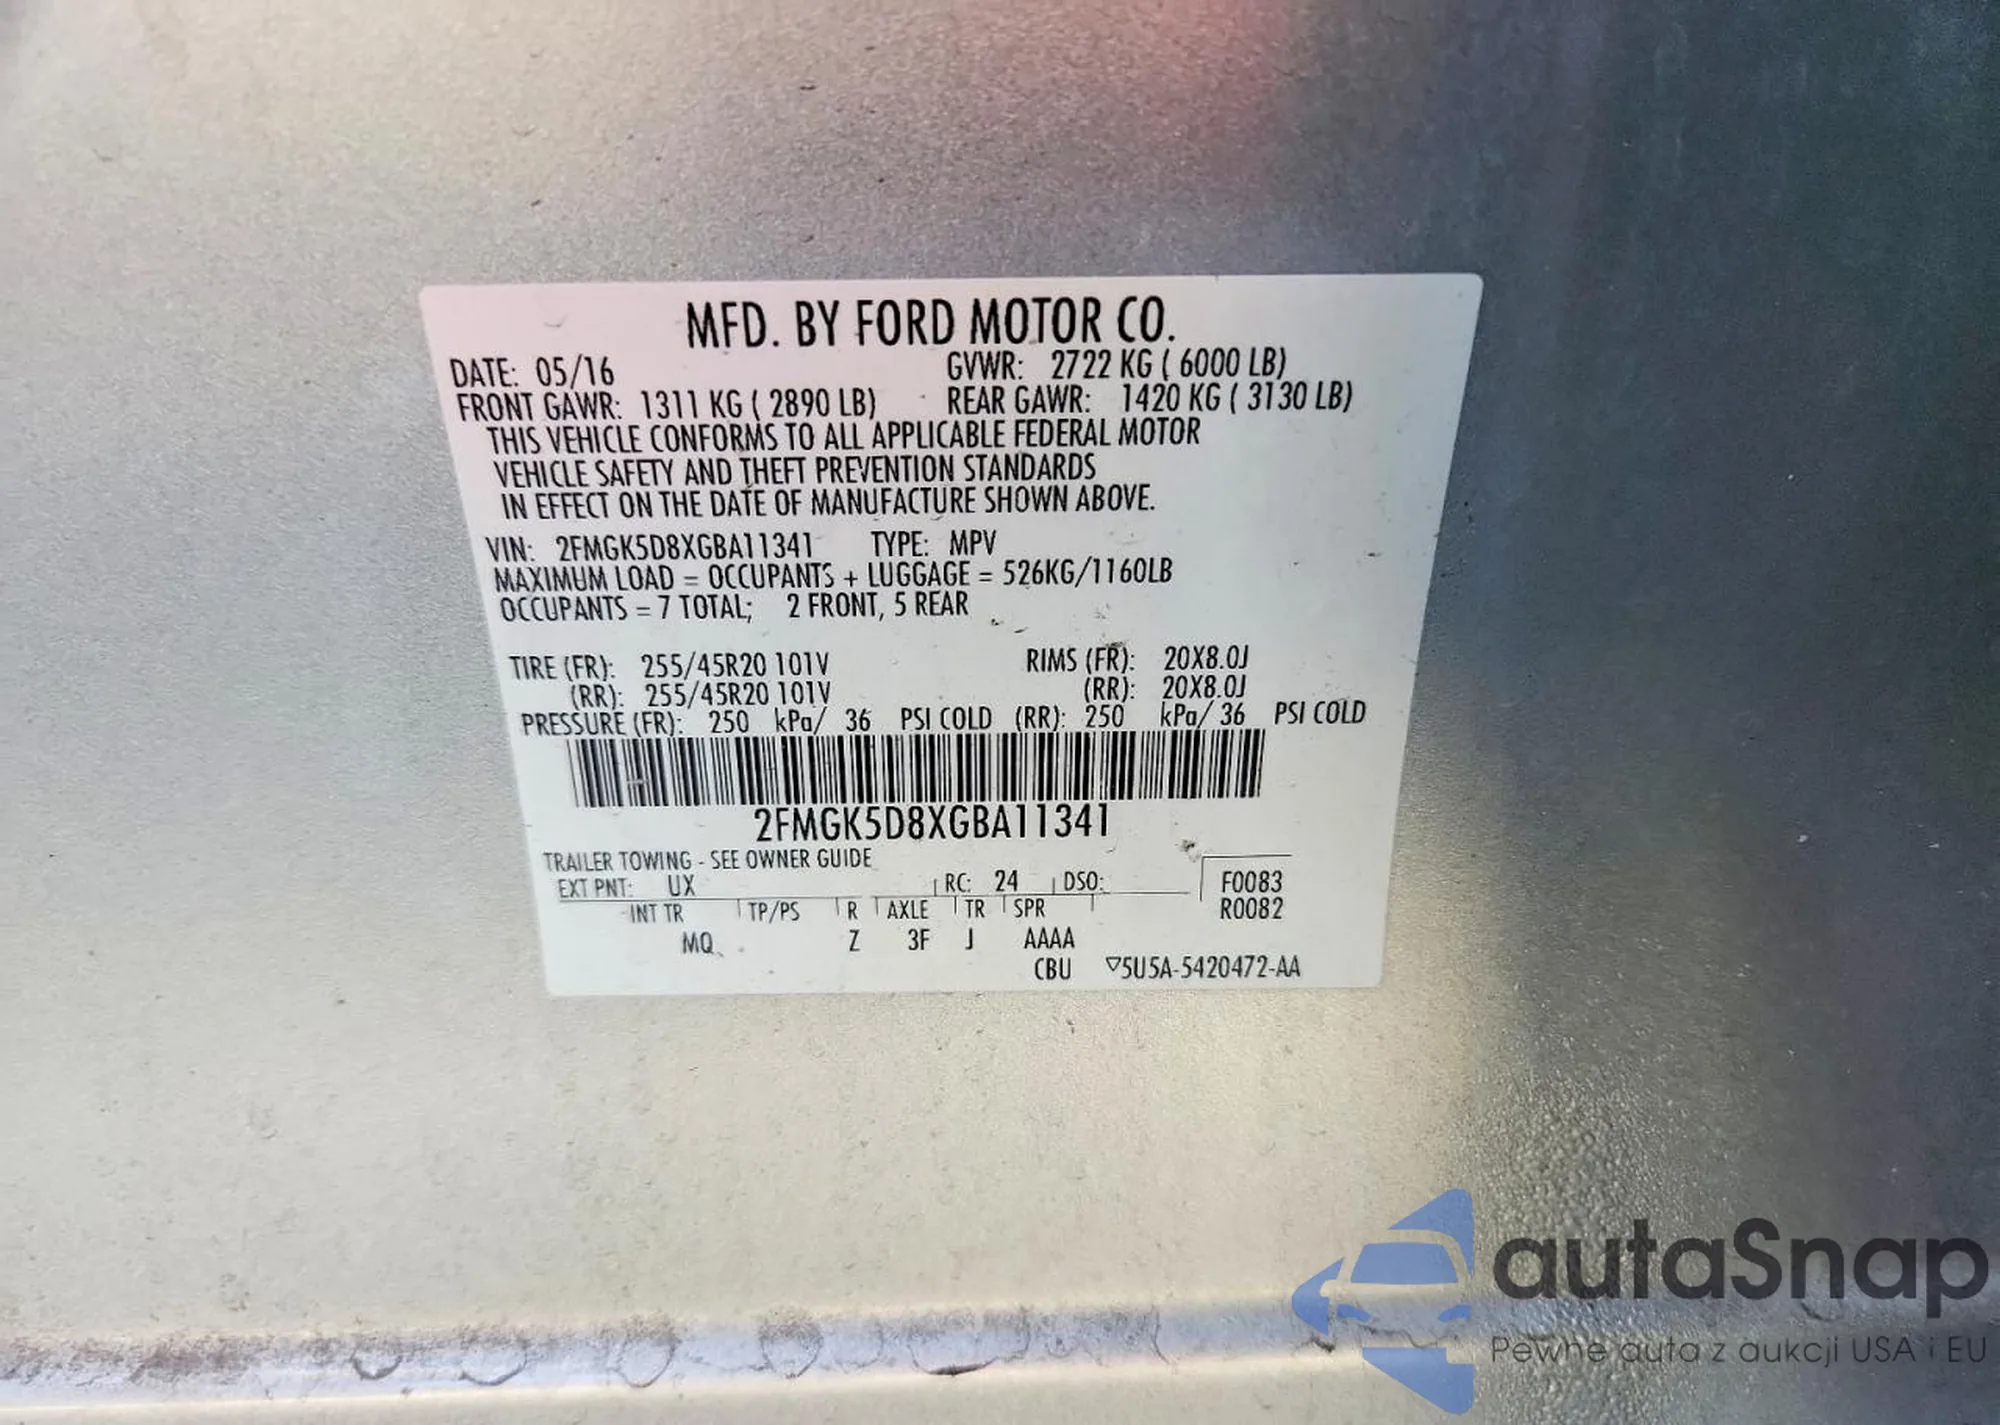 MFD. BY FORD MOTOR CO.
DATE: 05/16 GVWR: 2722 KG ( 6000 LB)
FRONT GAWR: 1311 KG ( 2890 LB) REAR GAWR: 1420 KG ( 3130 LB)
THIS VEHICLE CONFORMS TO ALL APPLICABLE FEDERAL MOTOR
VEHICLE SAFETY AND THEFT PREVENTION STANDARDS
IN EFFECT ON THE DATE OF MANUFACTURE SHOWN ABOVE.
VIN: 2FMGK5D8XGBA11341 TYPE: MPV
MAXIMUM LOAD = OCCUPANTS + LUGGAGE = 526KG/1160LB
OCCUPANTS = 7 TOTAL; 2 FRONT, 5 REAR
TIRE (FR): 255/45R20 101V RIMS (FR): 20X8.0J
(RR): 255/45R20 101V (RR): 20X8.0J
PRESSURE (FR): 250 kPa/ 36 PSI COLD (RR): 250 kPa/ 36 PSI COLD
2FMGK5D8XGBA11341
TRAILER TOWING - SEE OWNER GUIDE
EXT PNT: UX RC: 24 DSO: F0083
INT TR TP/PS R AXLE TR SPR R0082
MQ Z 3F J AAAA
CBU ▽5U5A-5420472-AA
autaSnap
Pewne auta z aukcji USA i EU